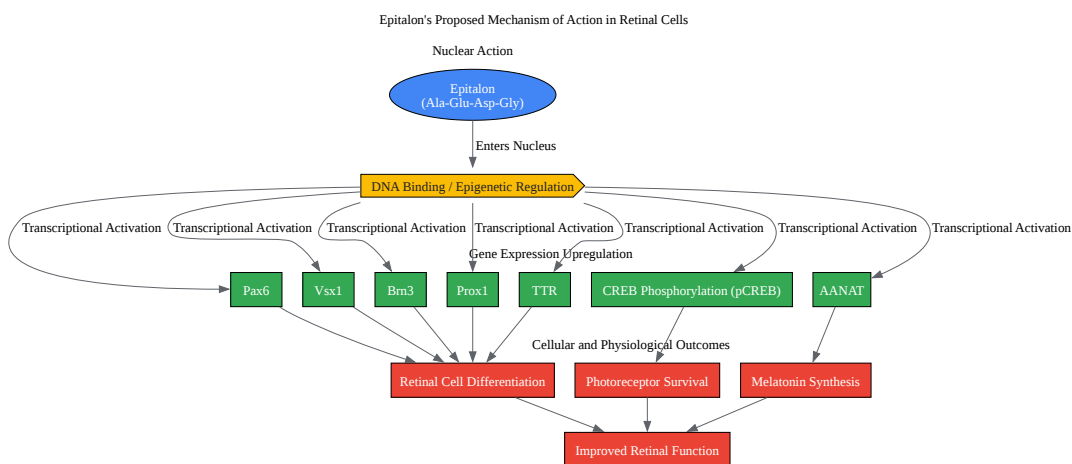 Epitalon's Proposed Mechanism of Action in Retinal Cells
Nuclear Action
Epitalon
(Ala-Glu-Asp-Gly)
Enters Nucleus
DNA Binding / Epigenetic Regulation
Transcriptional Activation
Transcriptional Activation
Transcriptional Activation
Transcriptional Activation
Transcriptional Activation
Transcriptional Activation
Transcriptional Activation
Gene Expression Upregulation
Pax6
Vsx1
Brn3
Prox1
TTR
CREB Phosphorylation (pCREB)
AANAT
Cellular and Physiological Outcomes
Retinal Cell Differentiation
Photoreceptor Survival
Melatonin Synthesis
Improved Retinal Function